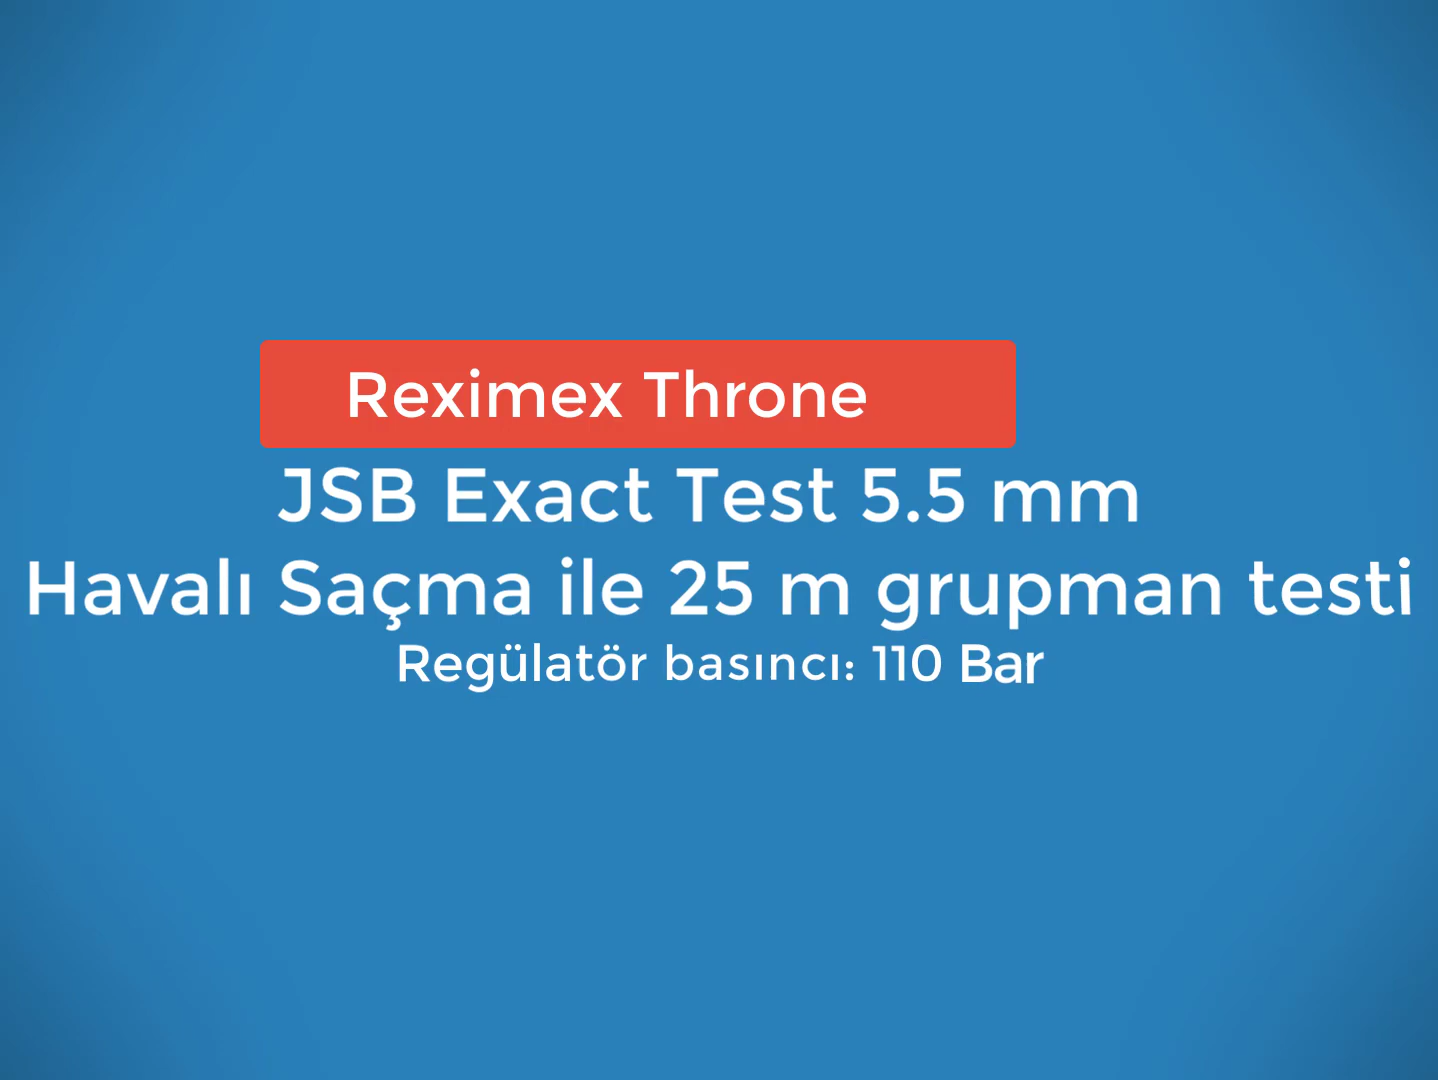 Reximex Throne
JSB Exact Test 5.5 mm
Havalı Saçma ile 25 m grupman testi
Regülatör basıncı: 110 Bar